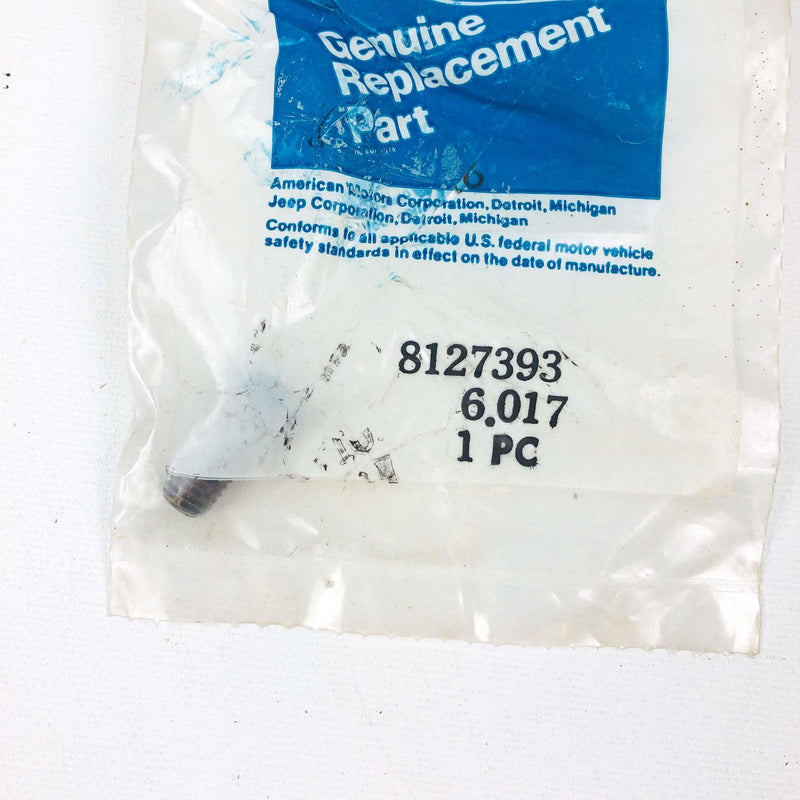 Genuine
Replacement
Part
American Motors Corporation, Detroit, Michigan
Jeep Corporation, Detroit, Michigan
Conforms to all applicable U.S. federal motor vehicle
safety standards in effect on the date of manufacture.
8127393
6.017
1 PC